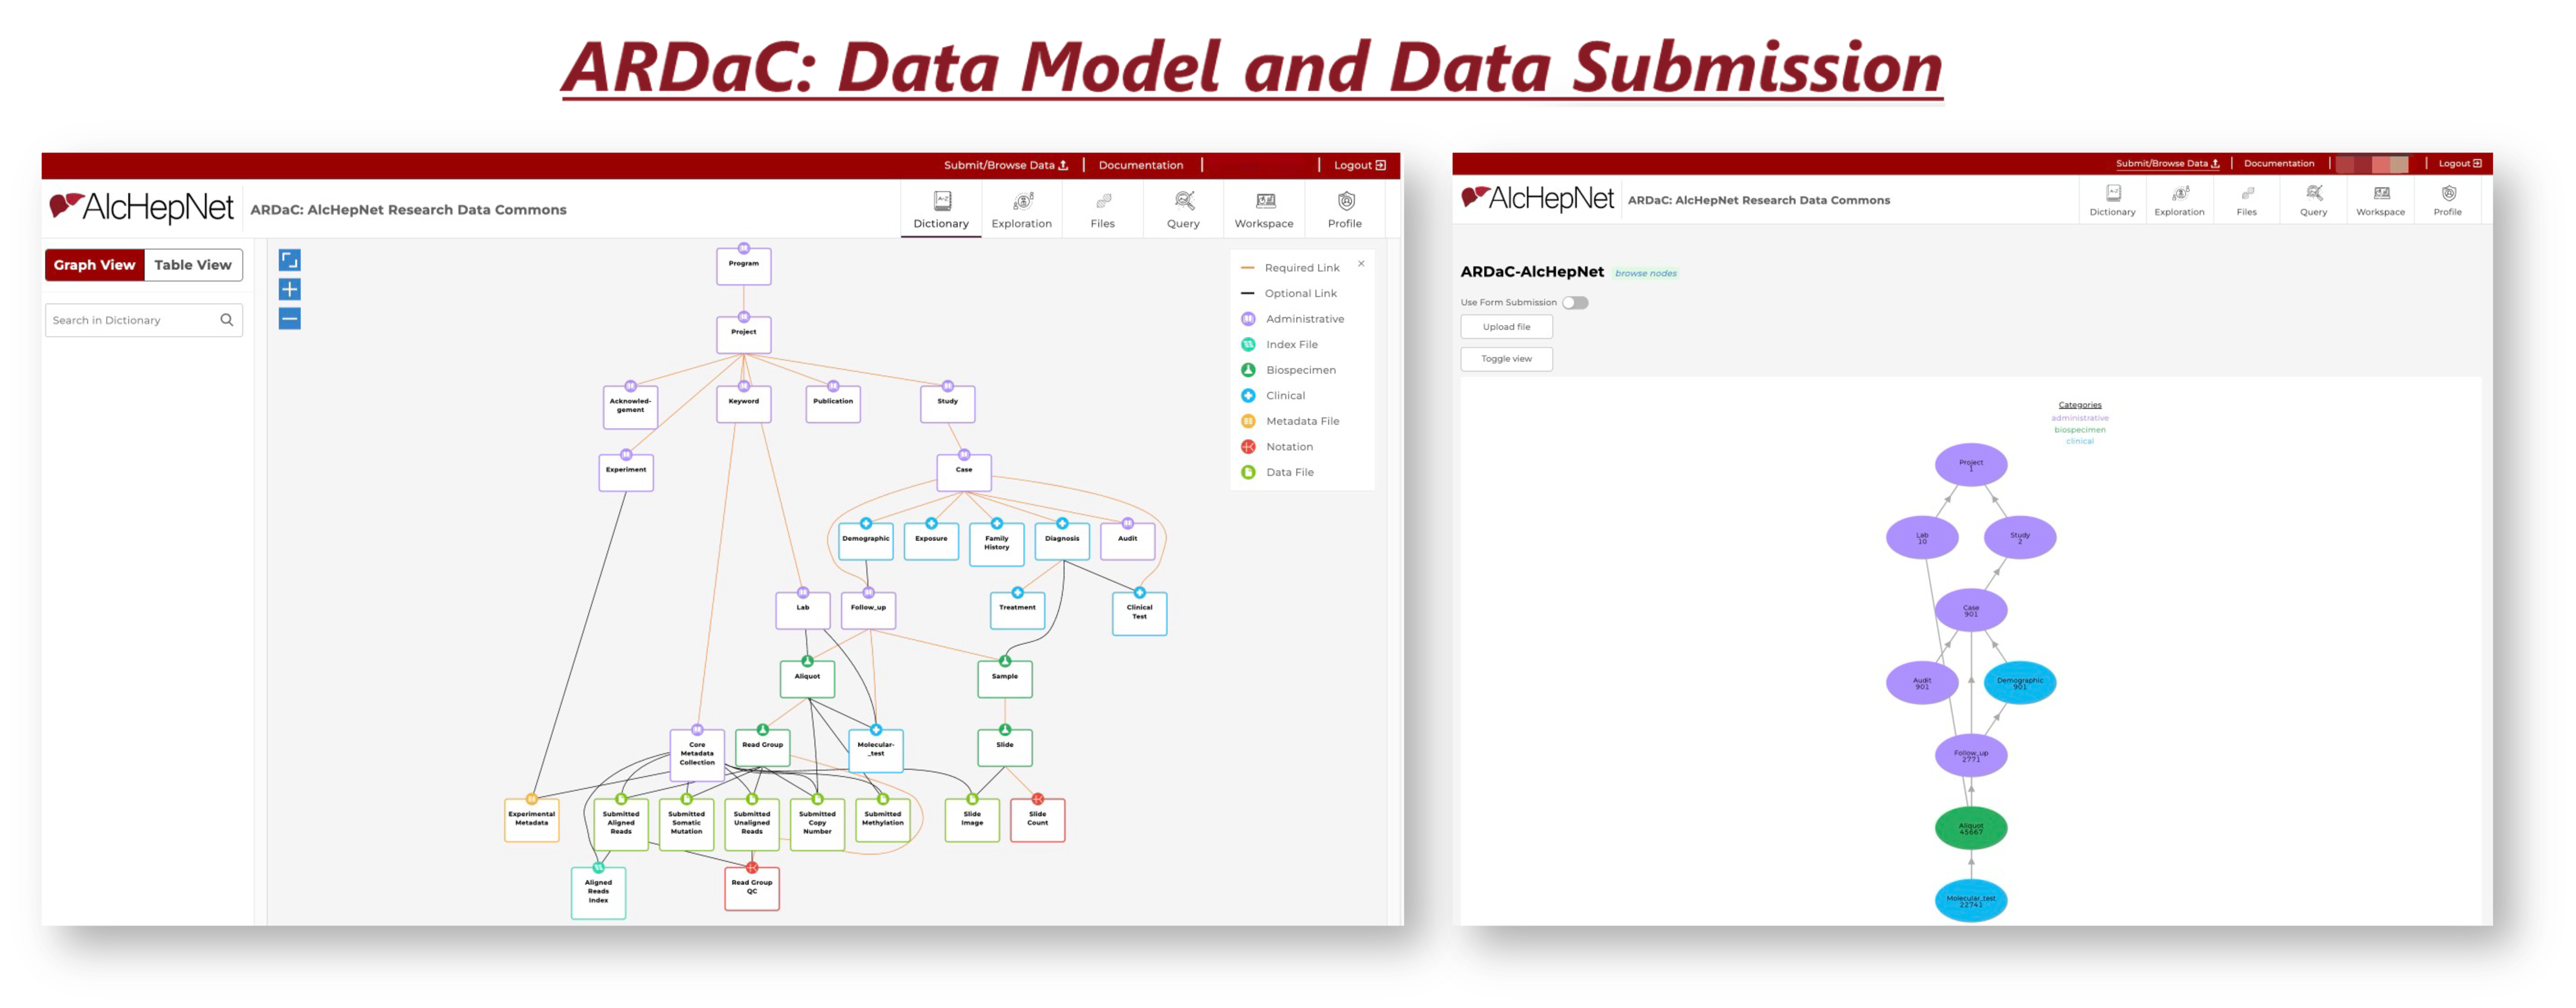 ARDaC: Data Model and Data Submission
Submit/Browse Data
Documentation
Logout
AlcHepNet
ARDaC: AlcHepNet Research Data Commons
Dictionary
Exploration
Files
Query
Workspace
Profile
Graph View
Table View
Search in Dictionary
Required Link
Optional Link
Administrative
Index File
Biospecimen
Clinical
Metadata File
Notation
Data File
Program
Project
Acknowled-
gement
Keyword
Publication
Study
Experiment
Case
Demographic
Exposure
Family
History
Diagnosis
Audit
Lab
Follow_up
Treatment
Clinical
Test
Aliquot
Sample
Core
Metadata
Collection
Read Group
Molecular-
_test
Slide
Experimental
Metadata
Submitted
Aligned
Reads
Submitted
Somatic
Mutation
Submitted
Unaligned
Reads
Submitted
Copy
Number
Submitted
Methylation
Slide
Image
Slide
Count
Aligned
Reads
Index
Read Group
QC
Submit/Browse Data
Documentation
Logout
AlcHepNet
ARDaC: AlcHepNet Research Data Commons
Dictionary
Exploration
Files
Query
Workspace
Profile
ARDaC-AlcHepNet
browse nodes
Use Form Submission
Upload file
Toggle view
Categories
administrative
biospecimen
clinical
Project
1
Lab
10
Study
2
Case
901
Audit
901
Demographic
901
Follow_up
2771
Aliquot
45667
Molecular_test
22741